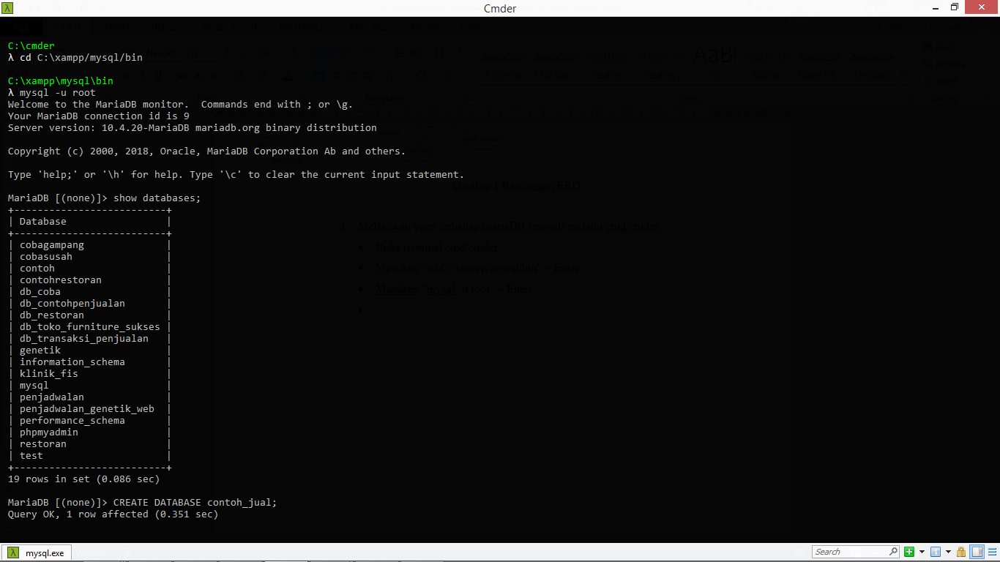 Cmder
C:\cmder
λ cd C:\xampp/mysql/bin
C:\xampp\mysql\bin
λ mysql -u root
Welcome to the MariaDB monitor.  Commands end with ; or \g.
Your MariaDB connection id is 9
Server version: 10.4.20-MariaDB mariadb.org binary distribution
Copyright (c) 2000, 2018, Oracle, MariaDB Corporation Ab and others.
Type 'help;' or '\h' for help. Type '\c' to clear the current input statement.
MariaDB [(none)]> show databases;
+--------------------------+
| Database                 |
+--------------------------+
| cobagampang              |
| cobasusah                |
| contoh                   |
| contohrestoran           |
| db_coba                  |
| db_contohpenjualan       |
| db_restoran              |
| db_toko_furniture_sukses |
| db_transaksi_penjualan   |
| genetik                  |
| information_schema       |
| klinik_fis               |
| mysql                    |
| penjadwalan              |
| penjadwalan_genetik_web  |
| performance_schema       |
| phpmyadmin               |
| restoran                 |
| test                     |
+--------------------------+
19 rows in set (0.086 sec)
MariaDB [(none)]> CREATE DATABASE contoh_jual;
Query OK, 1 row affected (0.351 sec)
Gambar 1 Rancangan ERD
1. Melakukan open terhadap mariaDB (mysql) melalui cmd/cmder
• Buka terminal cmd/cmder
• Masukan "cd C:\xampp/mysql/bin" – Enter
• Masukan "mysql -u root" – Enter
mysql.exe
Search